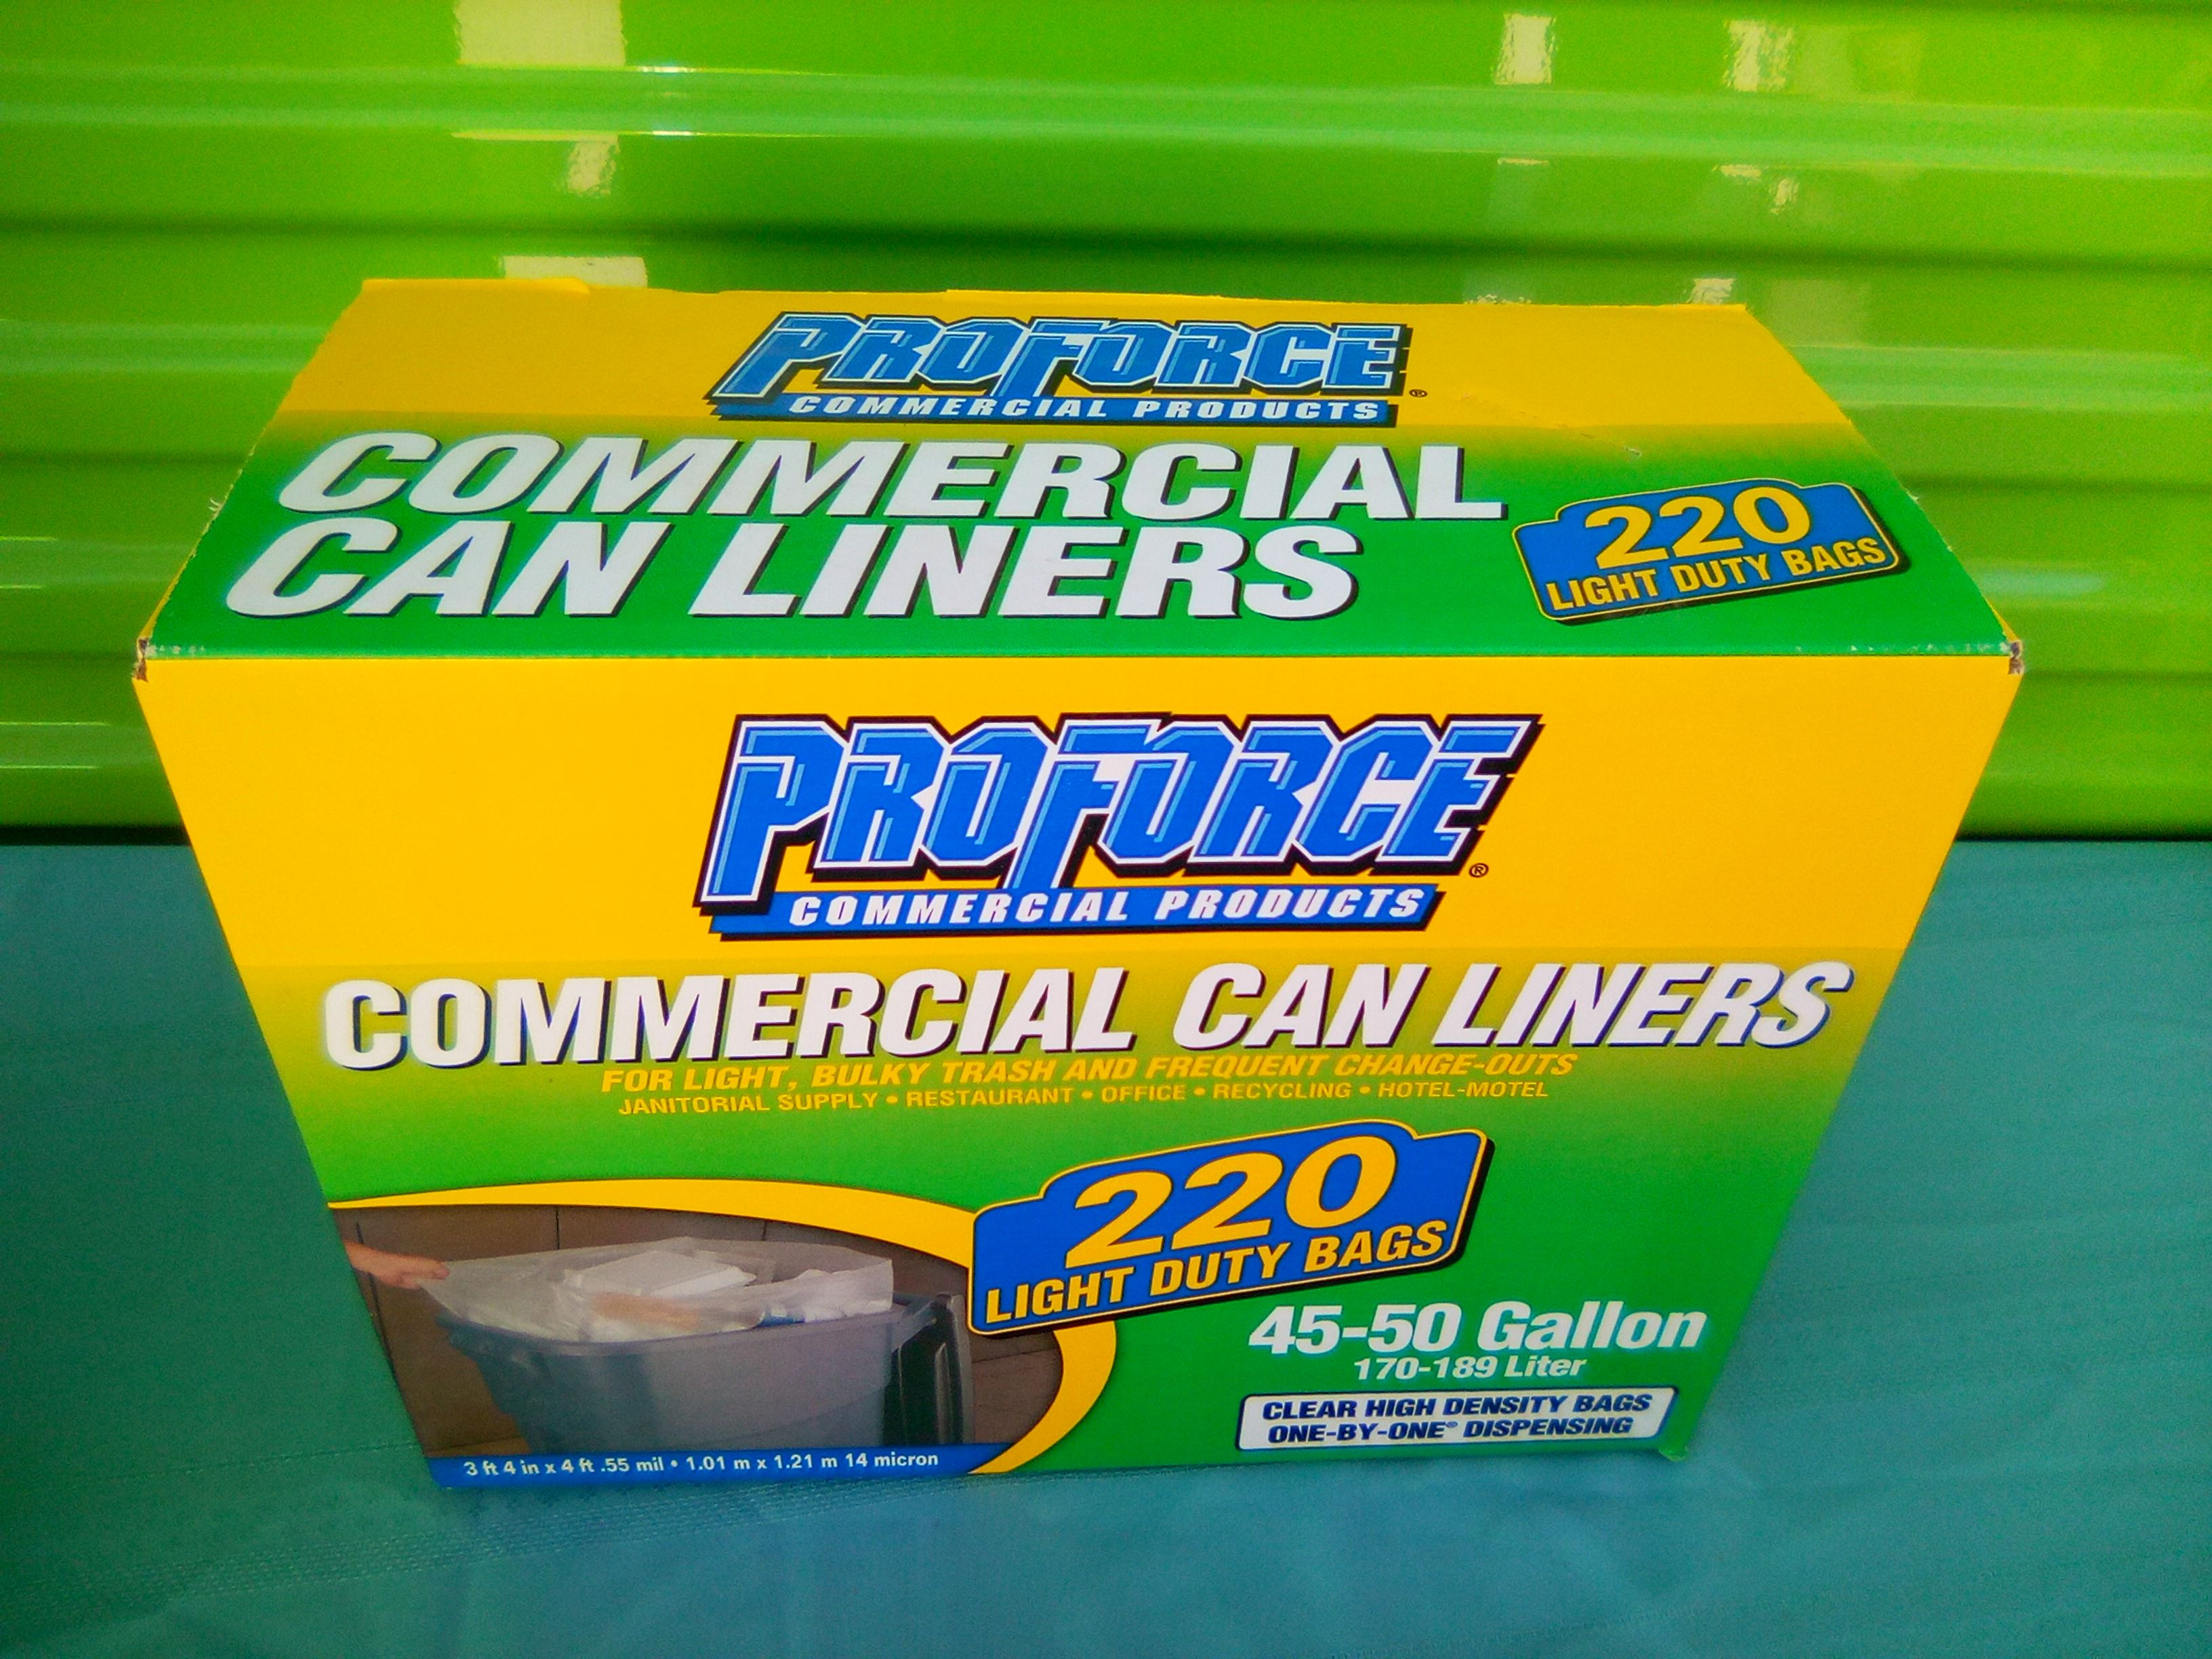 PROFORCE®
COMMERCIAL PRODUCTS
COMMERCIAL
CAN LINERS
220
LIGHT DUTY BAGS
PROFORCE®
COMMERCIAL PRODUCTS
COMMERCIAL CAN LINERS
FOR LIGHT, BULKY TRASH AND FREQUENT CHANGE-OUTS
JANITORIAL SUPPLY • RESTAURANT • OFFICE • RECYCLING • HOTEL-MOTEL
220
LIGHT DUTY BAGS
45-50 Gallon
170-189 Liter
CLEAR HIGH DENSITY BAGS
ONE-BY-ONE® DISPENSING
3 ft 4 in x 4 ft .55 mil • 1.01 m x 1.21 m 14 micron